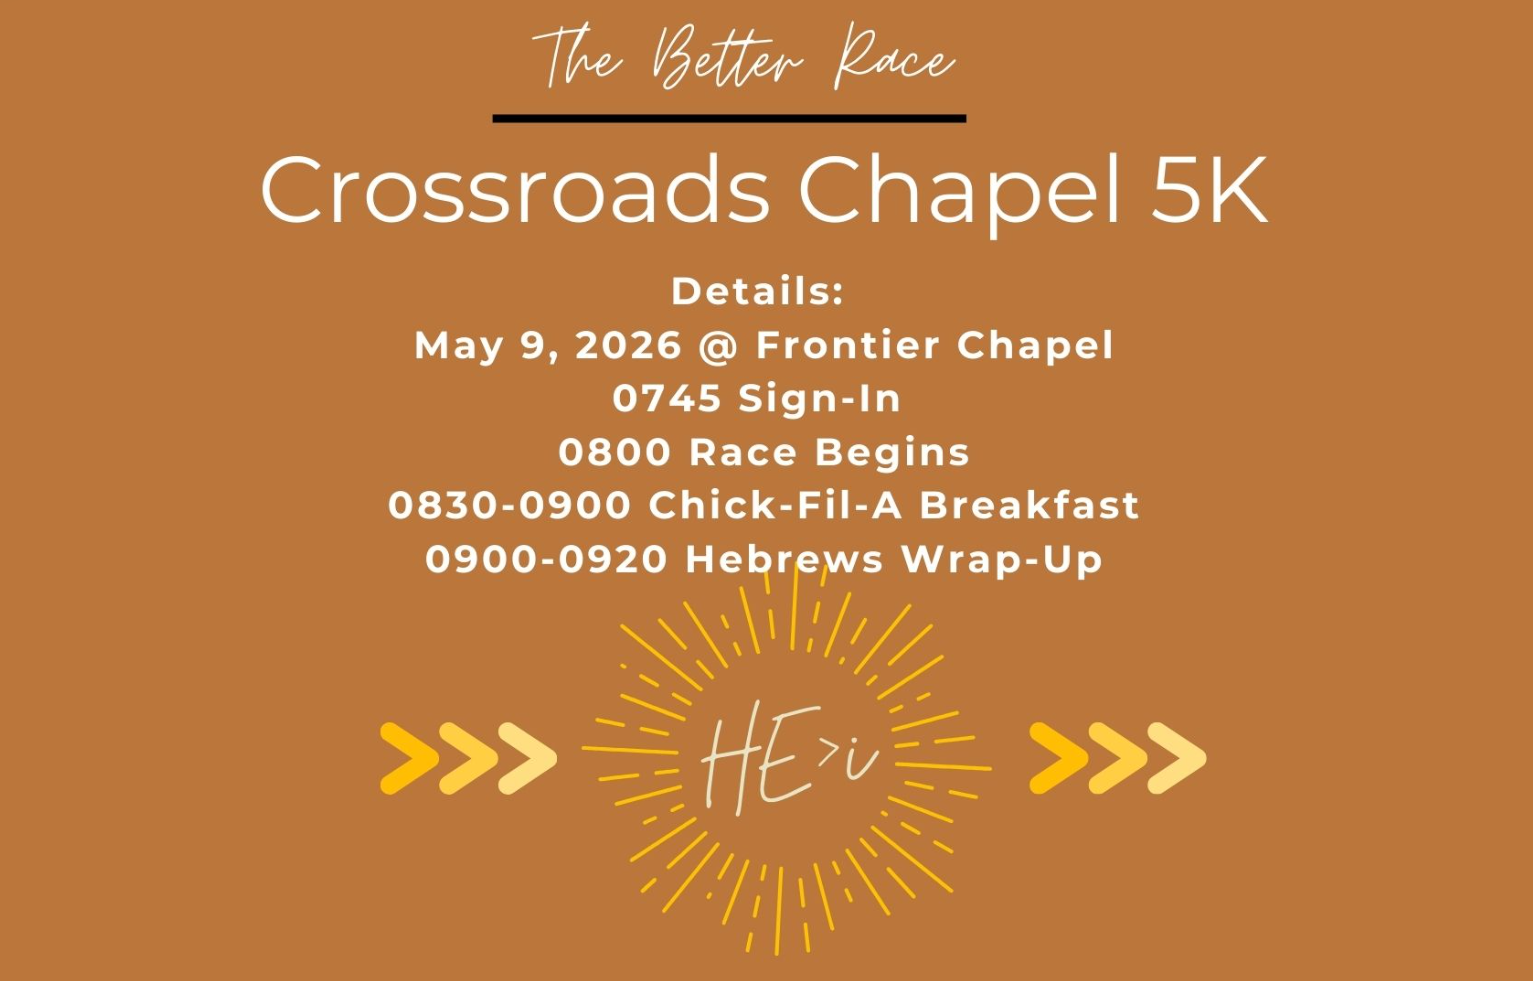 The Better Race
Crossroads Chapel 5K
Details:
May 9, 2026 @ Frontier Chapel
0745 Sign-In
0800 Race Begins
0830-0900 Chick-Fil-A Breakfast
0900-0920 Hebrews Wrap-Up
HE>i